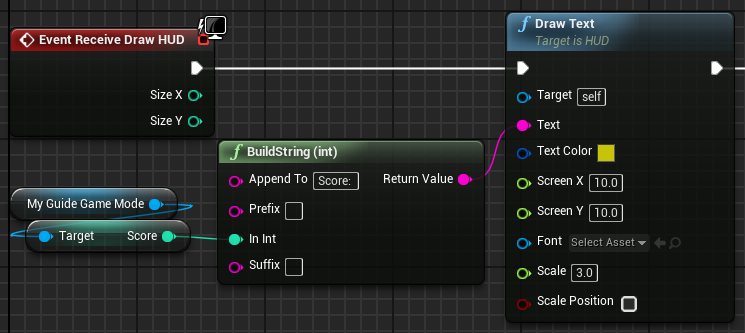 Event Receive Draw HUD
Size X
Size Y
My Guide Game Mode
Target Score
f BuildString (int)
Append To Score: Return Value
Prefix
In Int
Suffix
f Draw Text
Target is HUD
Target self
Text
Text Color
Screen X 10.0
Screen Y 10.0
Font Select Asset
Scale 3.0
Scale Position